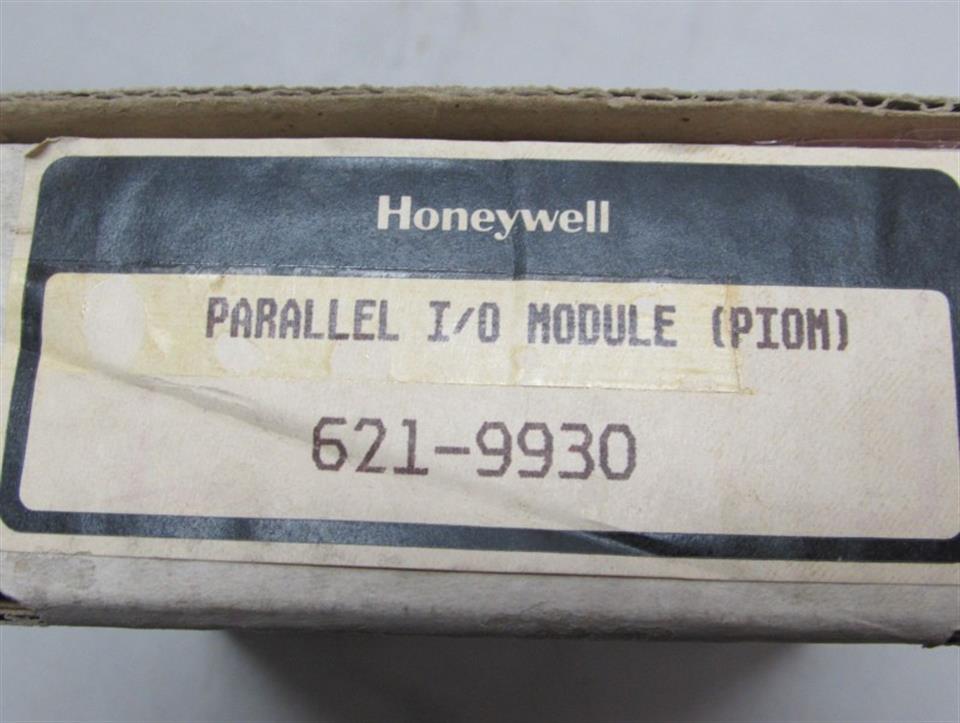 Honeywell
PARALLEL I/O MODULE (PIOM)
621-9930